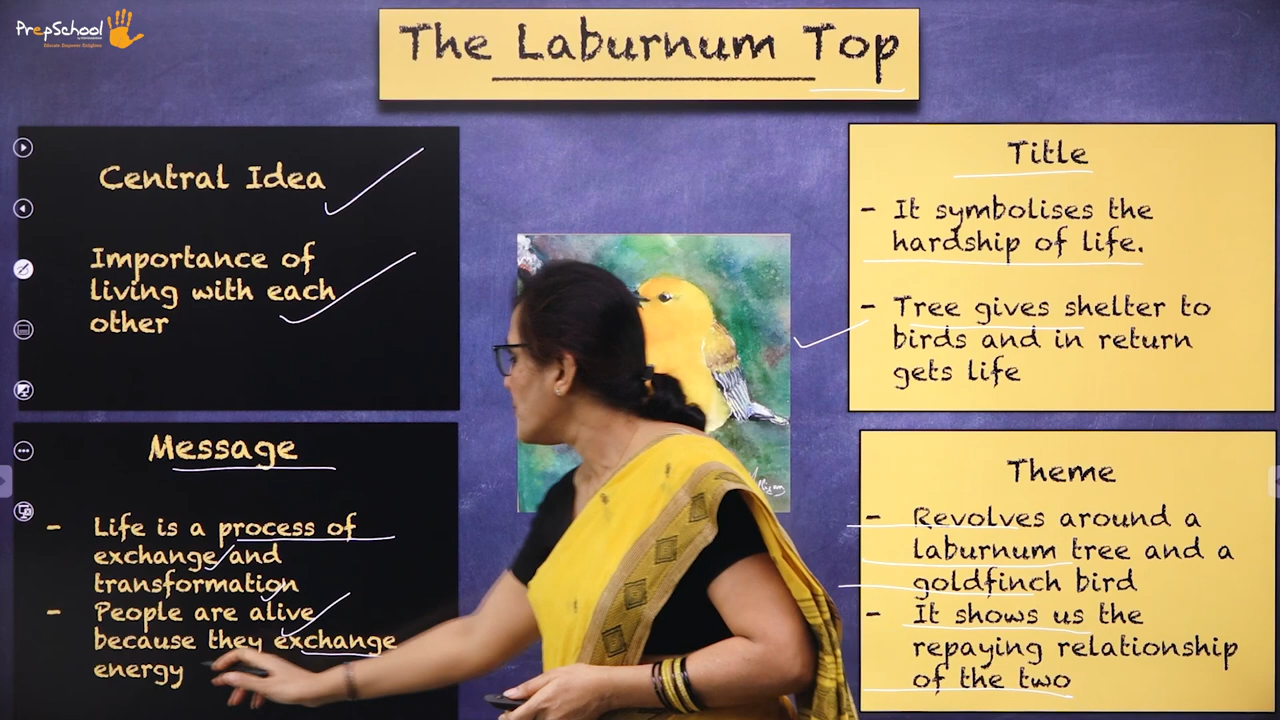 PrepSchool
The Laburnum Top
Central Idea
Importance of
living with each
other
Message
- Life is a process of
exchange and
transformation
- People are alive
because they exchange
energy
Title
- It symbolises the
hardship of life.
- Tree gives shelter to
birds and in return
gets life
Theme
- Revolves around a
laburnum tree and a
goldfinch bird
- It shows us the
repaying relationship
of the two